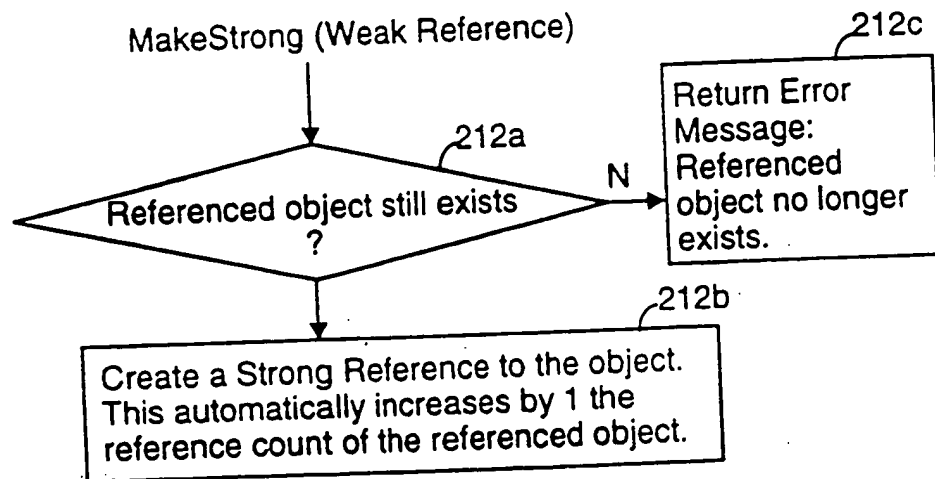 MakeStrong (Weak Reference)
212c
Return Error
Message:
Referenced
object no longer
exists.
212a
N
Referenced object still exists
?
212b
Create a Strong Reference to the object.
This automatically increases by 1 the
reference count of the referenced object.